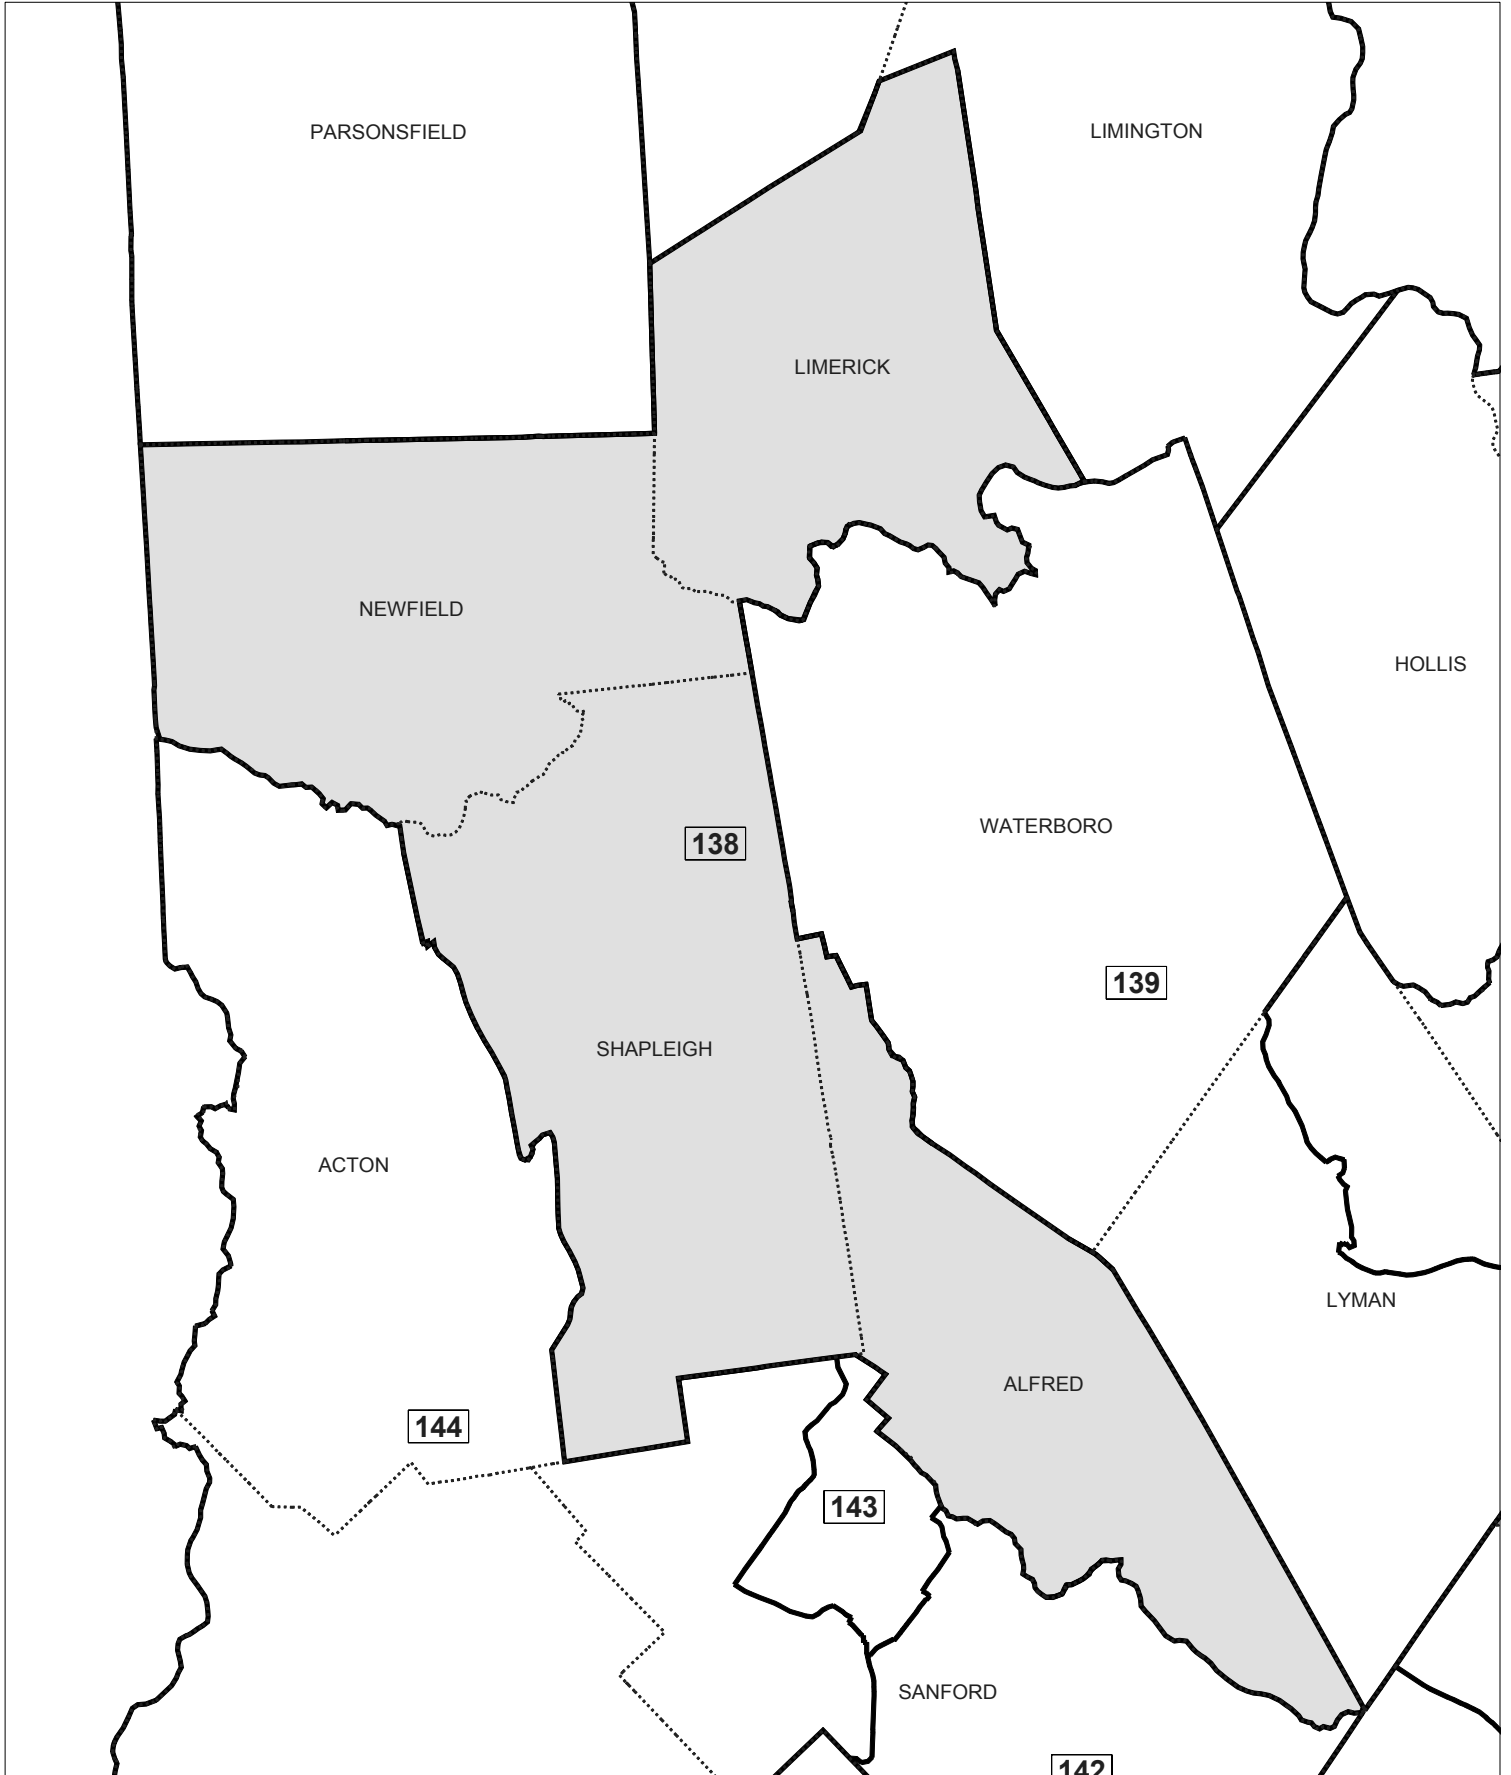 PARSONSFIELD
LIMINGTON
LIMERICK
NEWFIELD
HOLLIS
WATERBORO
138
139
SHAPLEIGH
ACTON
LYMAN
ALFRED
144
143
SANFORD
142